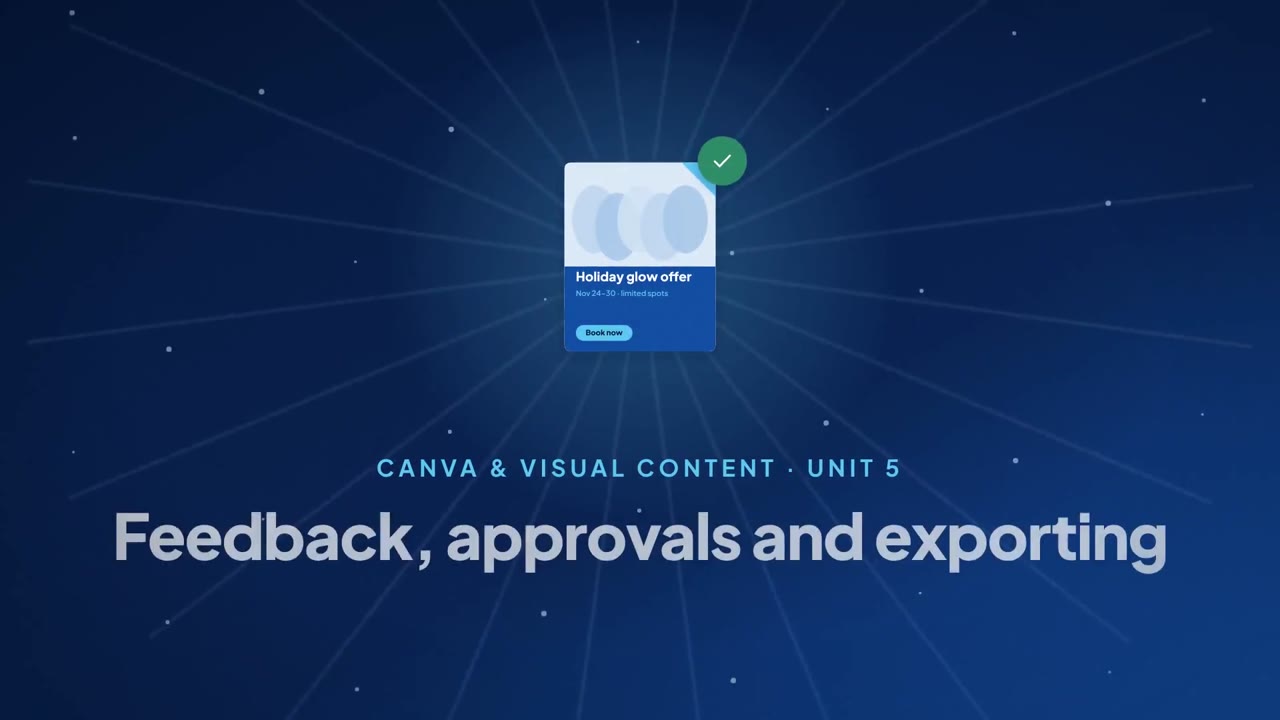 Holiday glow offer
Nov 24-30 · limited spots
Book now
CANVA & VISUAL CONTENT · UNIT 5
Feedback, approvals and exporting